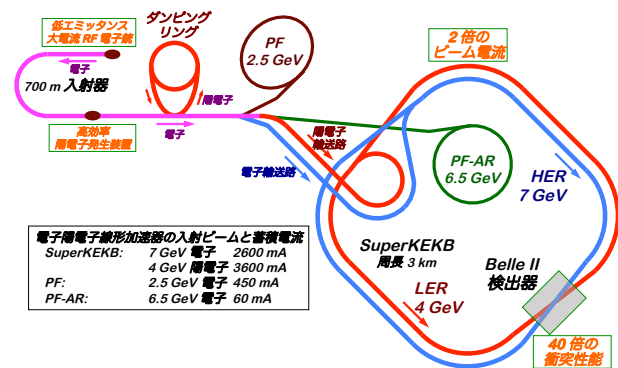 低エミッタンス
大電流 RF 電子銃
ダンピング
リング
PF
2.5 GeV
2 倍の
ビーム電流
電子
700 m 入射器
陽電子
高効率
陽電子発生装置
電子
陽電子
輸送路
電子輸送路
PF-AR
6.5 GeV
HER
7 GeV
電子陽電子線形加速器の入射ビームと蓄積電流
SuperKEKB: 7 GeV 電子 2600 mA
4 GeV 陽電子 3600 mA
PF: 2.5 GeV 電子 450 mA
PF-AR: 6.5 GeV 電子 60 mA
SuperKEKB
周長 3 km
LER
4 GeV
Belle II
検出器
40 倍の
衝突性能